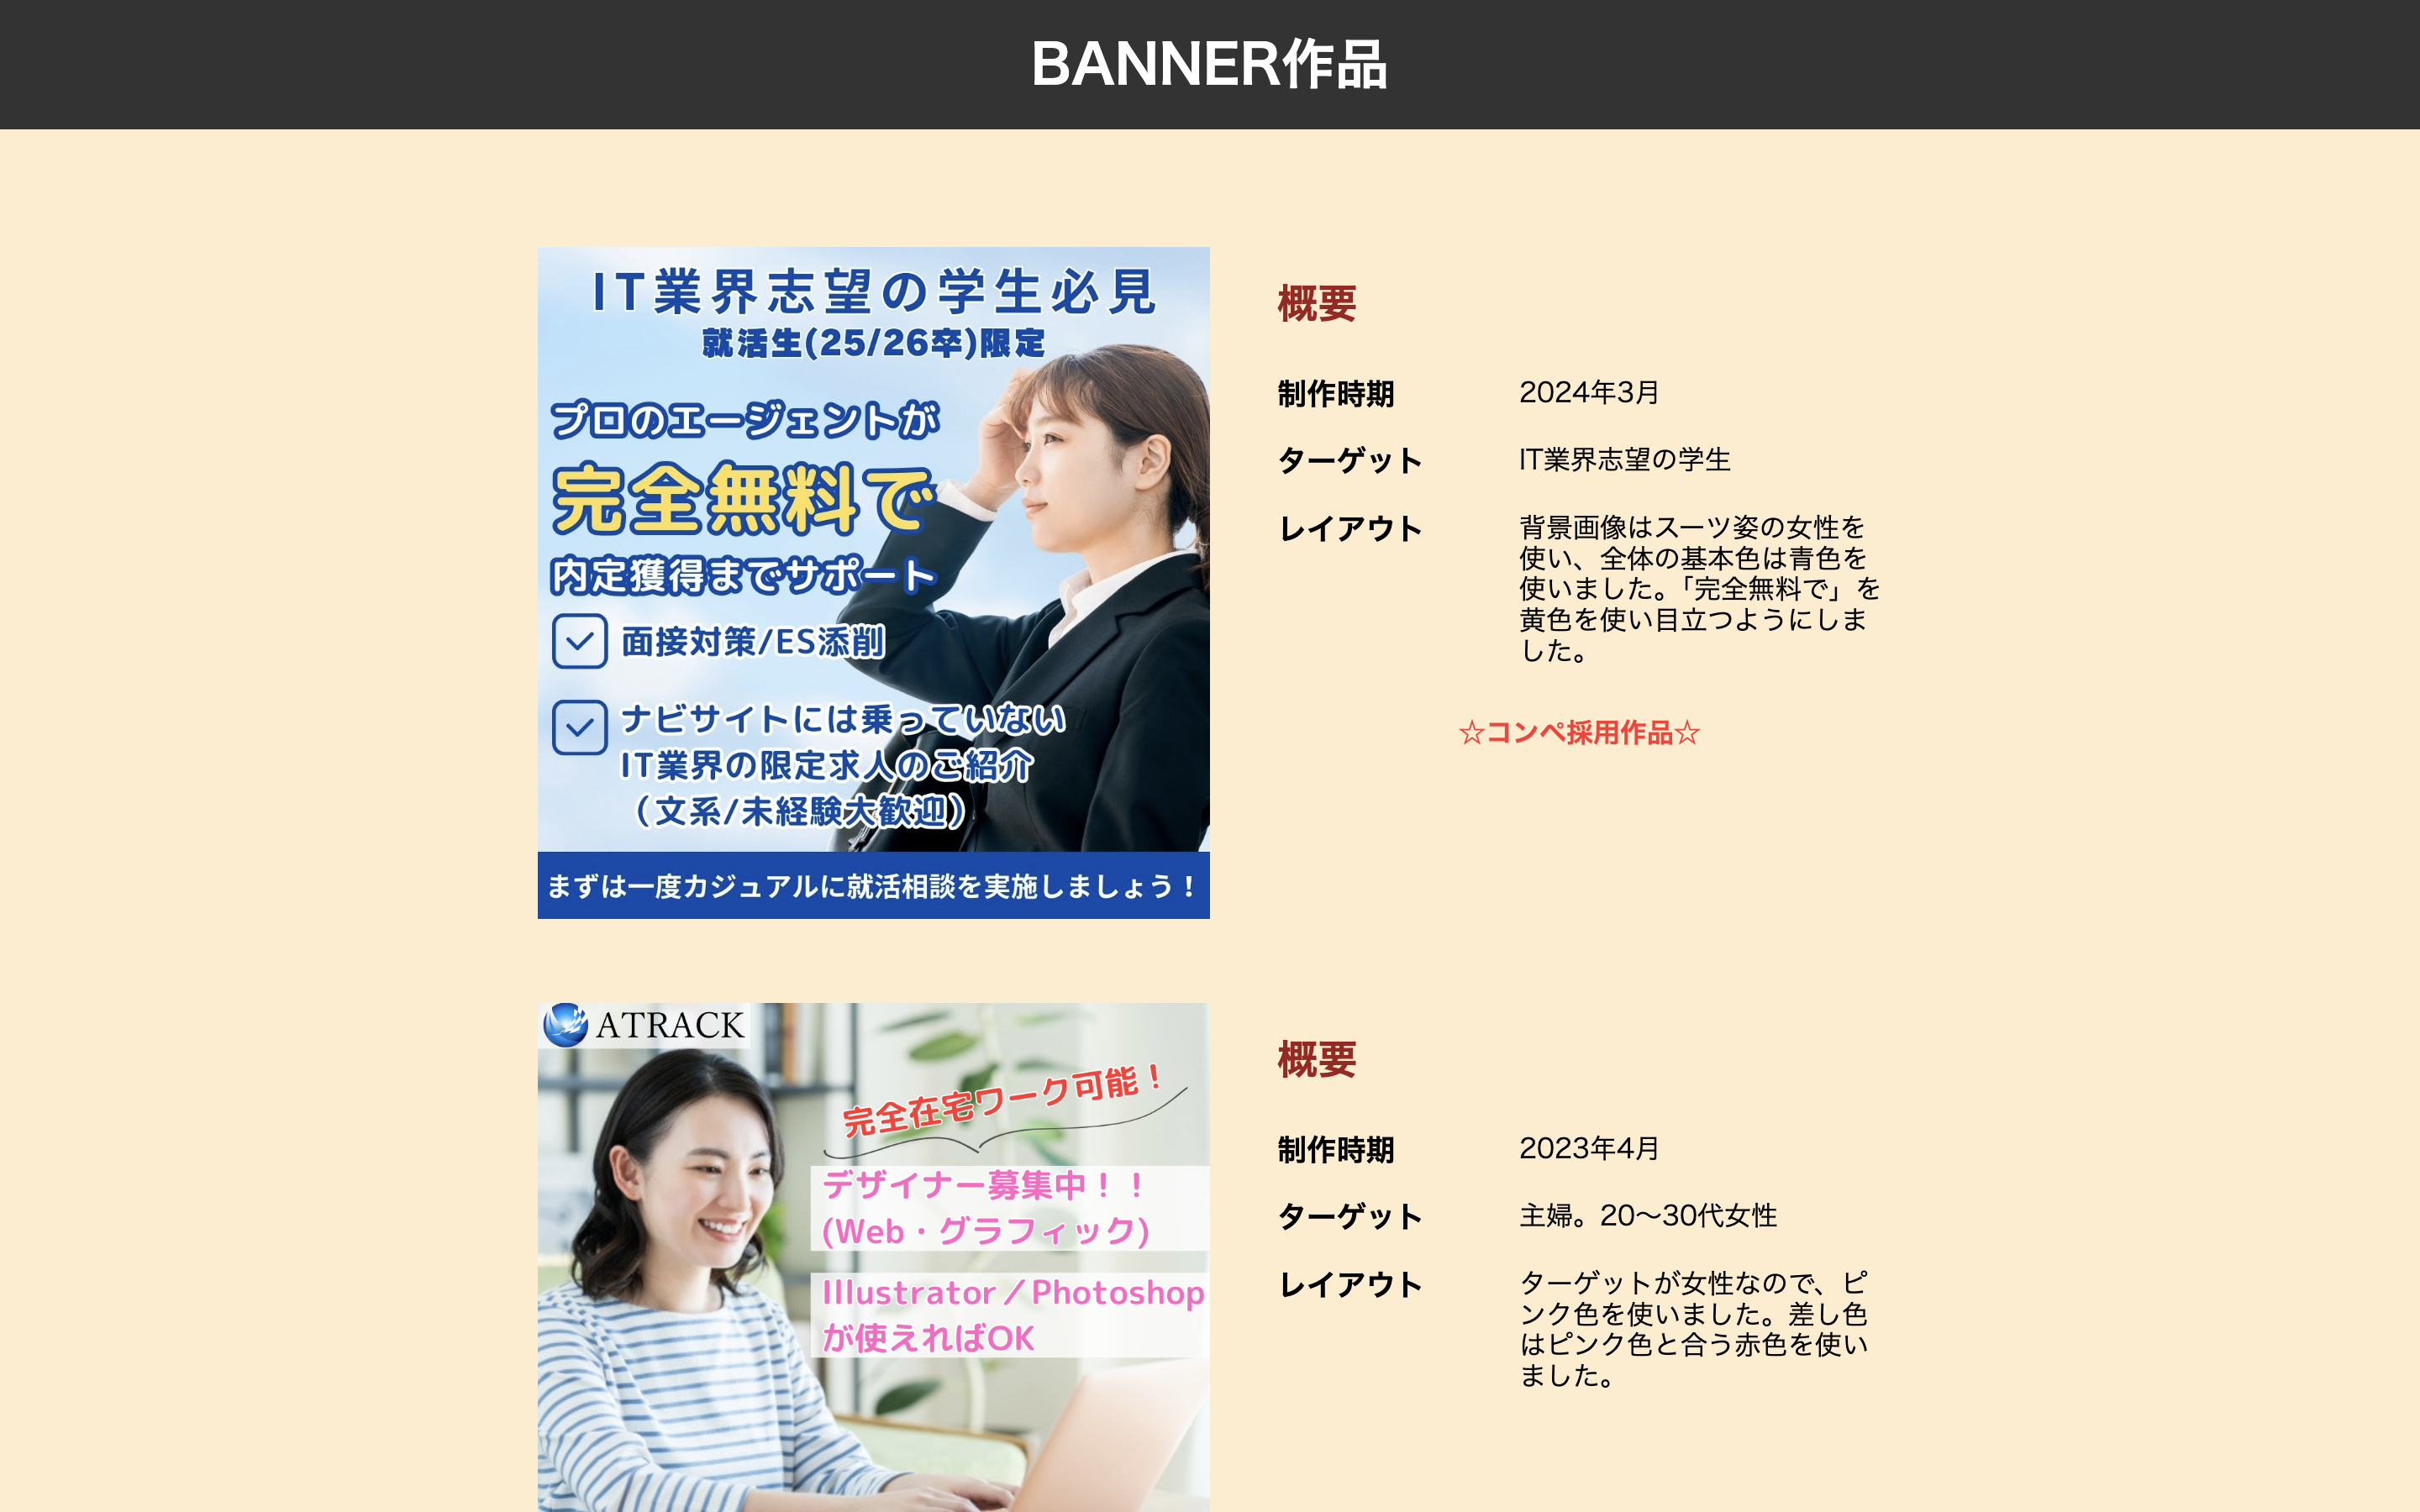 BANNER作品
IT業界志望の学生必見
就活生(25/26卒)限定
プロのエージェントが
完全無料で
内定獲得までサポート
面接対策/ES添削
ナビサイトには乗っていない
IT業界の限定求人のご紹介
（文系/未経験大歓迎）
まずは一度カジュアルに就活相談を実施しましょう！
概要
制作時期
2024年3月
ターゲット
IT業界志望の学生
レイアウト
背景画像はスーツ姿の女性を
使い、全体の基本色は青色を
使いました。「完全無料で」を
黄色を使い目立つようにしま
した。
☆コンペ採用作品☆
ATRACK
完全在宅ワーク可能！
デザイナー募集中！！
(Web・グラフィック)
Illustrator／Photoshop
が使えればOK
概要
制作時期
2023年4月
ターゲット
主婦。20〜30代女性
レイアウト
ターゲットが女性なので、ピ
ンク色を使いました。差し色
はピンク色と合う赤色を使い
ました。